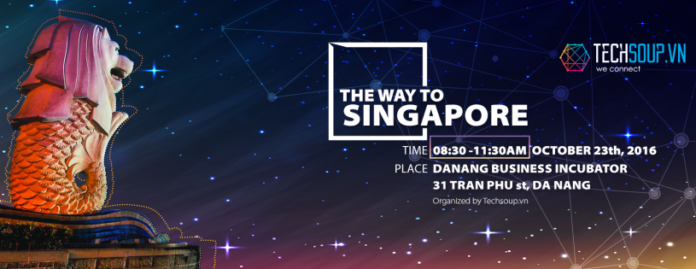 TECHSOUP.VN
we connect
THE WAY TO
SINGAPORE
TIME 08:30 -11:30AM OCTOBER 23th, 2016
PLACE DANANG BUSINESS INCUBATOR
31 TRAN PHU st, DA NANG
Organized by Techsoup.vn